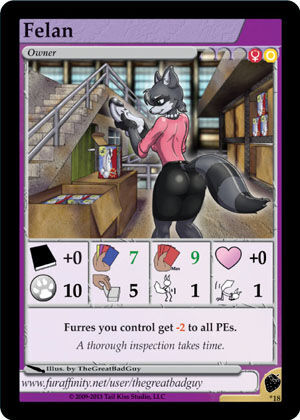 Felan
Owner
+0 7 9 +0
Max
10 5 1 1
Furres you control get -2 to all PEs.
A thorough inspection takes time.
Illus. by TheGreatBadGuy
www.furaffinity.net/user/thegreatbadguy
© 2009-2013 Tail Kiss Studio, LLC
*18